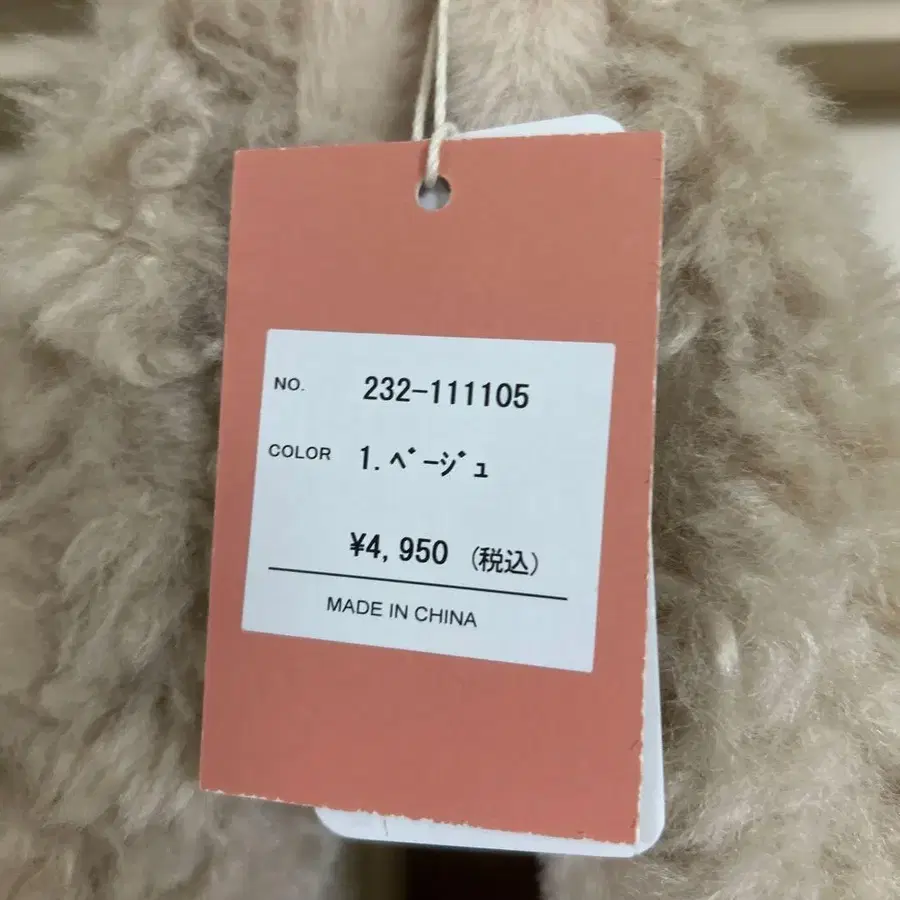 NO. 232-111105
COLOR 1.ﾍﾞｰｼﾞｭ
¥4,950 (税込)
MADE IN CHINA